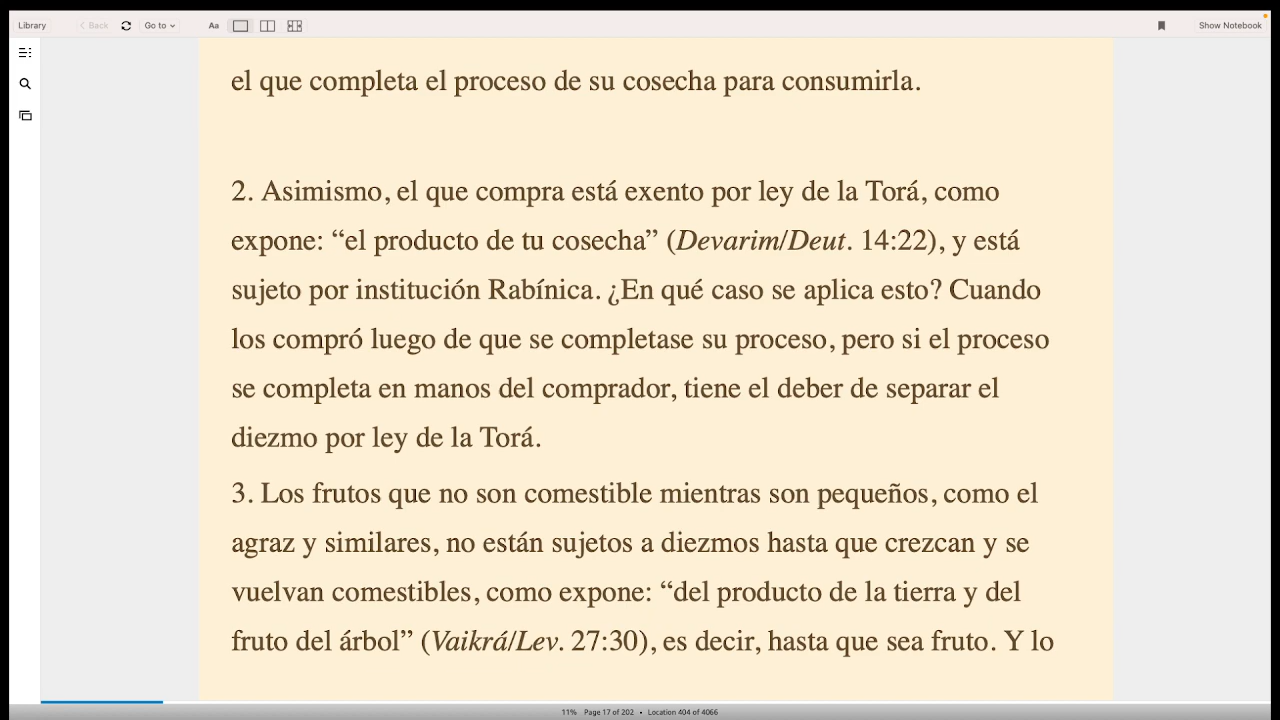 Library
Back
Go to
Aa
Show Notebook
el que completa el proceso de su cosecha para consumirla.
2. Asimismo, el que compra está exento por ley de la Torá, como
expone: “el producto de tu cosecha” (Devarim/Deut. 14:22), y está
sujeto por institución Rabínica. ¿En qué caso se aplica esto? Cuando
los compró luego de que se completase su proceso, pero si el proceso
se completa en manos del comprador, tiene el deber de separar el
diezmo por ley de la Torá.
3. Los frutos que no son comestible mientras son pequeños, como el
agraz y similares, no están sujetos a diezmos hasta que crezcan y se
vuelvan comestibles, como expone: “del producto de la tierra y del
fruto del árbol” (Vaikrá/Lev. 27:30), es decir, hasta que sea fruto. Y lo
11% Page 17 of 202 • Location 404 of 4066